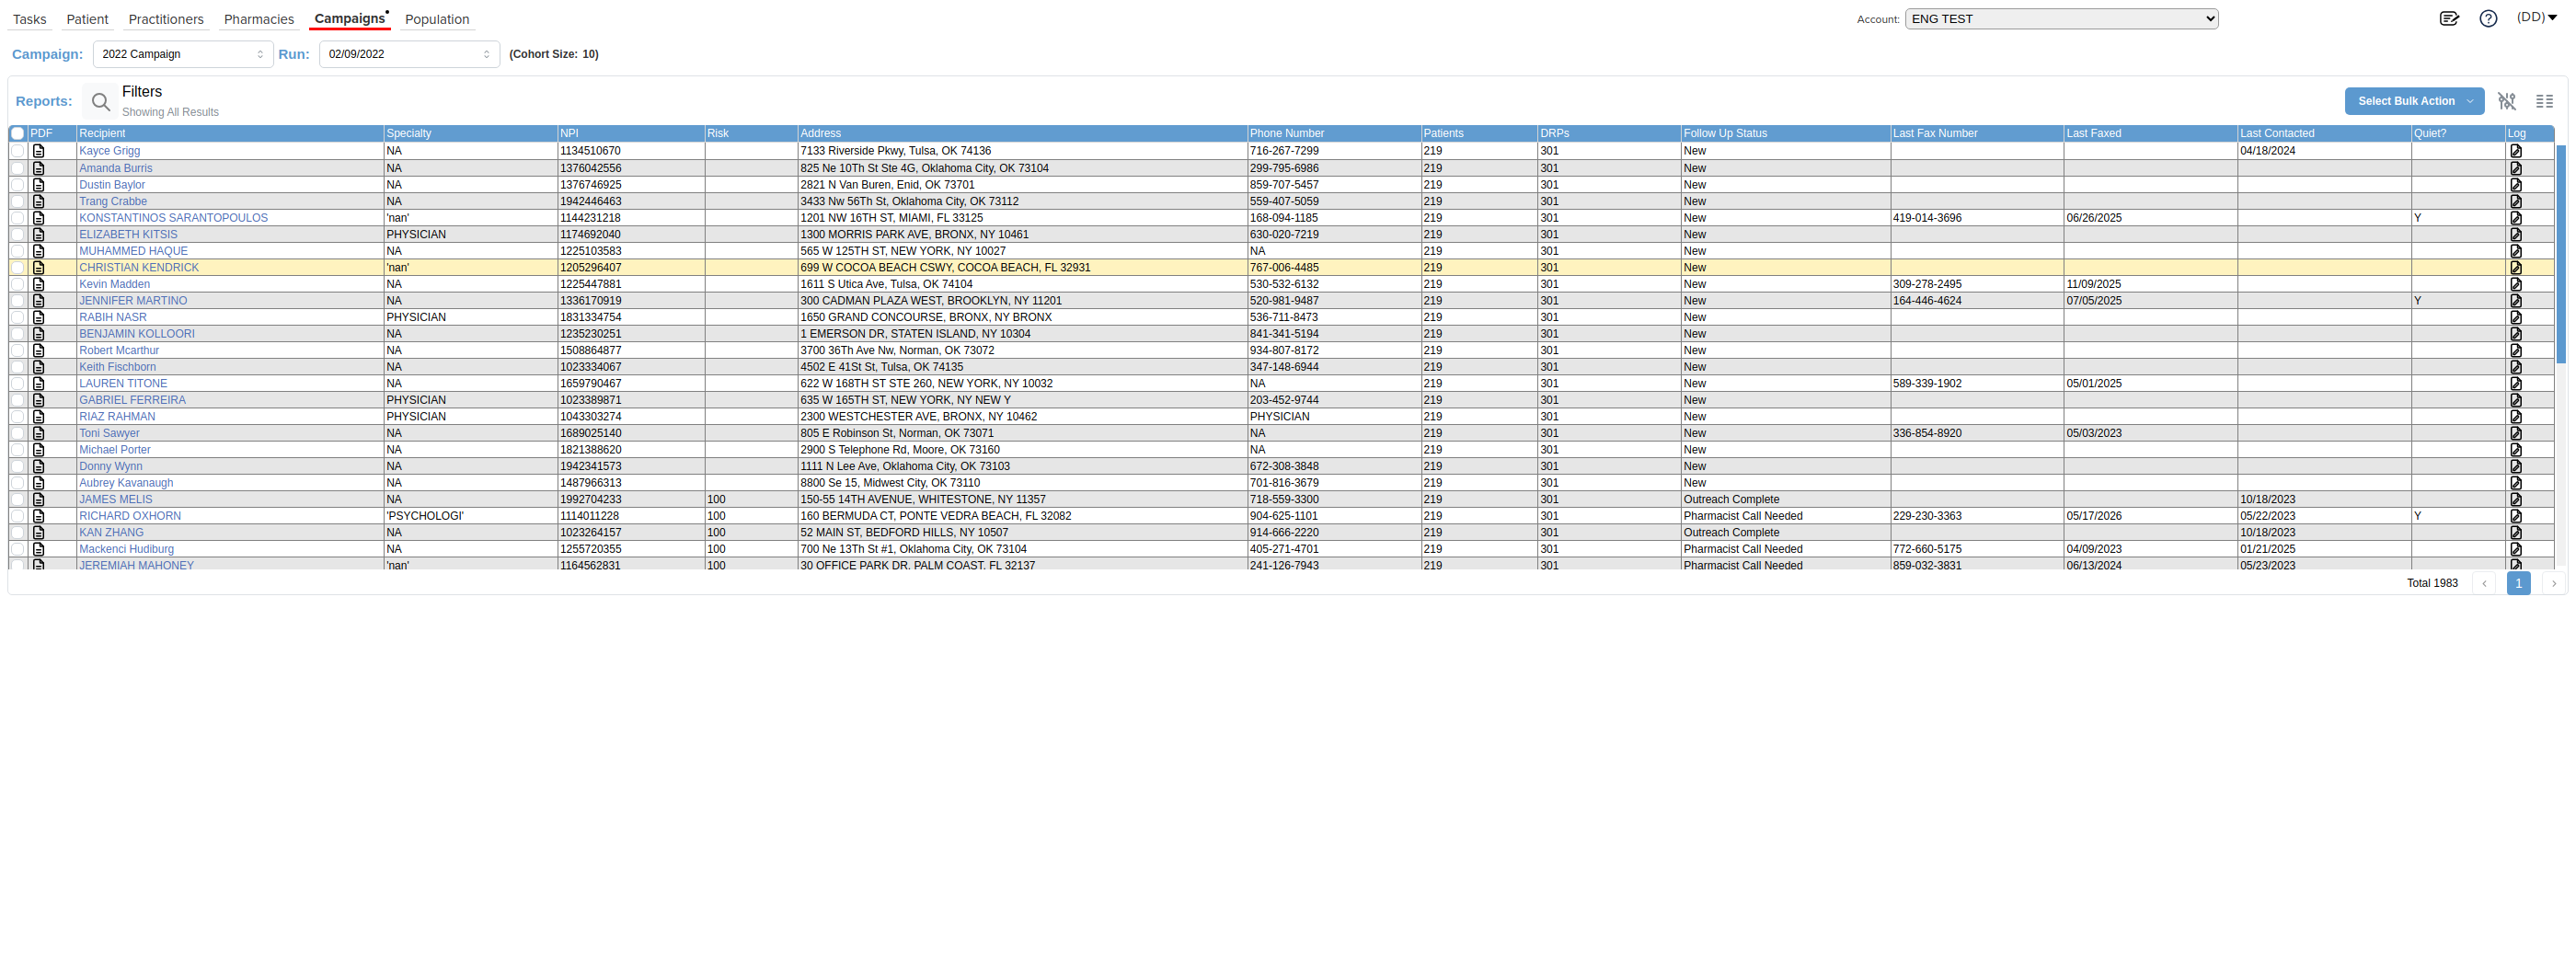 Tasks Patient Practitioners Pharmacies Campaigns Population Account: ENG TEST (DD)
Campaign: 2022 Campaign Run: 02/09/2022 (Cohort Size: 10)
Reports: Filters
Showing All Results
Select Bulk Action
PDF Recipient Specialty NPI Risk Address Phone Number Patients DRPs Follow Up Status Last Fax Number Last Faxed Last Contacted Quiet? Log
Kayce Grigg NA 1134510670 7133 Riverside Pkwy, Tulsa, OK 74136 716-267-7299 219 301 New 04/18/2024
Amanda Burris NA 1376042556 825 Ne 10Th St Ste 4G, Oklahoma City, OK 73104 299-795-6986 219 301 New
Dustin Baylor NA 1376746925 2821 N Van Buren, Enid, OK 73701 859-707-5457 219 301 New
Trang Crabbe NA 1942446463 3433 Nw 56Th St, Oklahoma City, OK 73112 559-407-5059 219 301 New
KONSTANTINOS SARANTOPOULOS 'nan' 1144231218 1201 NW 16TH ST, MIAMI, FL 33125 168-094-1185 219 301 New 419-014-3696 06/26/2025 Y
ELIZABETH KITSIS PHYSICIAN 1174692040 1300 MORRIS PARK AVE, BRONX, NY 10461 630-020-7219 219 301 New
MUHAMMED HAQUE NA 1225103583 565 W 125TH ST, NEW YORK, NY 10027 NA 219 301 New
CHRISTIAN KENDRICK 'nan' 1205296407 699 W COCOA BEACH CSWY, COCOA BEACH, FL 32931 767-006-4485 219 301 New
Kevin Madden NA 1225447881 1611 S Utica Ave, Tulsa, OK 74104 530-532-6132 219 301 New 309-278-2495 11/09/2025
JENNIFER MARTINO NA 1336170919 300 CADMAN PLAZA WEST, BROOKLYN, NY 11201 520-981-9487 219 301 New 164-446-4624 07/05/2025 Y
RABIH NASR PHYSICIAN 1831334754 1650 GRAND CONCOURSE, BRONX, NY BRONX 536-711-8473 219 301 New
BENJAMIN KOLLOORI NA 1235230251 1 EMERSON DR, STATEN ISLAND, NY 10304 841-341-5194 219 301 New
Robert Mcarthur NA 1508864877 3700 36Th Ave Nw, Norman, OK 73072 934-807-8172 219 301 New
Keith Fischborn NA 1023334067 4502 E 41St St, Tulsa, OK 74135 347-148-6944 219 301 New
LAUREN TITONE NA 1659790467 622 W 168TH ST STE 260, NEW YORK, NY 10032 NA 219 301 New 589-339-1902 05/01/2025
GABRIEL FERREIRA PHYSICIAN 1023389871 635 W 165TH ST, NEW YORK, NY NEW Y 203-452-9744 219 301 New
RIAZ RAHMAN PHYSICIAN 1043303274 2300 WESTCHESTER AVE, BRONX, NY 10462 PHYSICIAN 219 301 New
Toni Sawyer NA 1689025140 805 E Robinson St, Norman, OK 73071 NA 219 301 New 336-854-8920 05/03/2023
Michael Porter NA 1821388620 2900 S Telephone Rd, Moore, OK 73160 NA 219 301 New
Donny Wynn NA 1942341573 1111 N Lee Ave, Oklahoma City, OK 73103 672-308-3848 219 301 New
Aubrey Kavanaugh NA 1487966313 8800 Se 15, Midwest City, OK 73110 701-816-3679 219 301 New
JAMES MELIS NA 1992704233 100 150-55 14TH AVENUE, WHITESTONE, NY 11357 718-559-3300 219 301 Outreach Complete 10/18/2023
RICHARD OXHORN 'PSYCHOLOGI' 1114011228 100 160 BERMUDA CT, PONTE VEDRA BEACH, FL 32082 904-625-1101 219 301 Pharmacist Call Needed 229-230-3363 05/17/2026 05/22/2023 Y
KAN ZHANG NA 1023264157 100 52 MAIN ST, BEDFORD HILLS, NY 10507 914-666-2220 219 301 Outreach Complete 10/18/2023
Mackenci Hudiburg NA 1255720355 100 700 Ne 13Th St #1, Oklahoma City, OK 73104 405-271-4701 219 301 Pharmacist Call Needed 772-660-5175 04/09/2023 01/21/2025
JEREMIAH MAHONEY 'nan' 1164562831 100 30 OFFICE PARK DR, PALM COAST, FL 32137 241-126-7943 219 301 Pharmacist Call Needed 859-032-3831 06/13/2024 05/23/2023
Total 1983 1